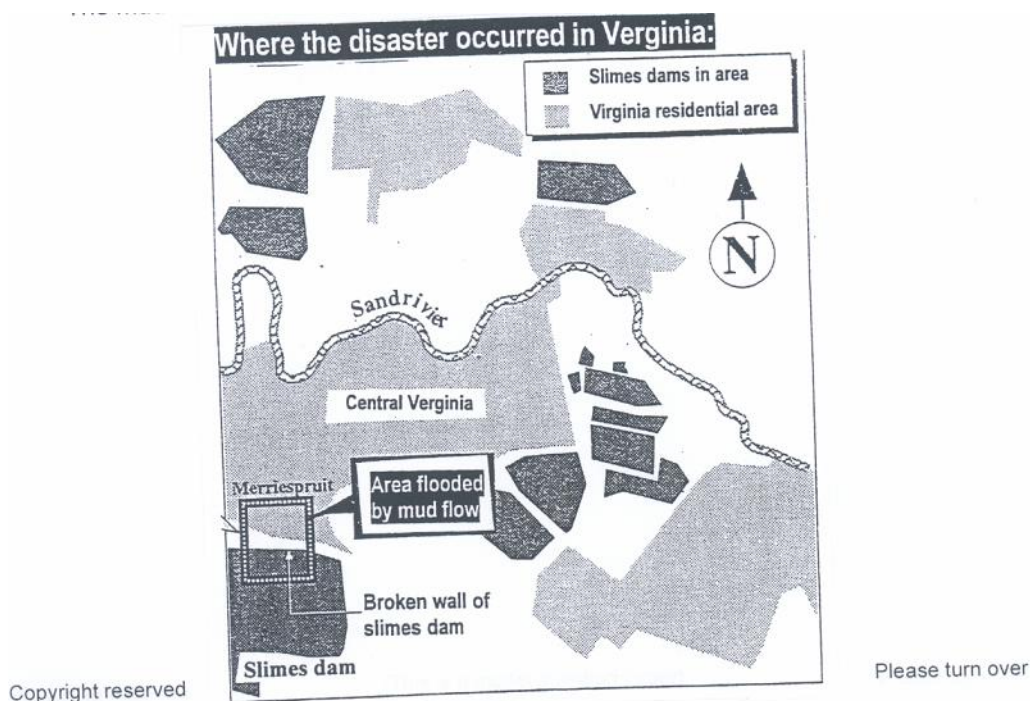 Where the disaster occurred in Verginia:
Slimes dams in area
Virginia residential area
N
Sandrivier
Central Verginia
Merriespruit
Area flooded
by mud flow
Broken wall of
slimes dam
Slimes dam
Copyright reserved
Please turn over